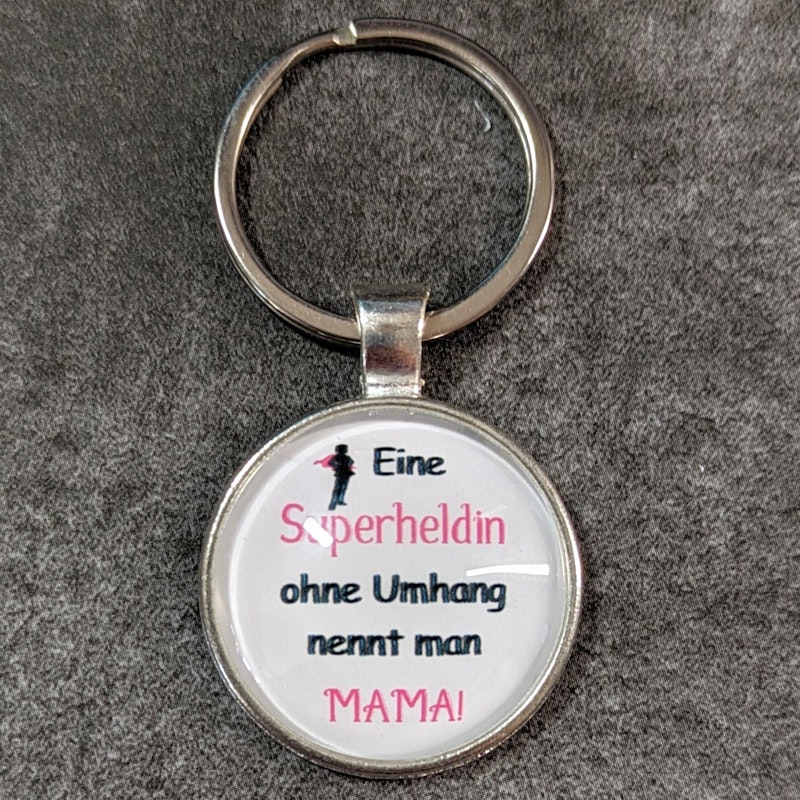 Eine
Superheldin
ohne Umhang
nennt man
MAMA!